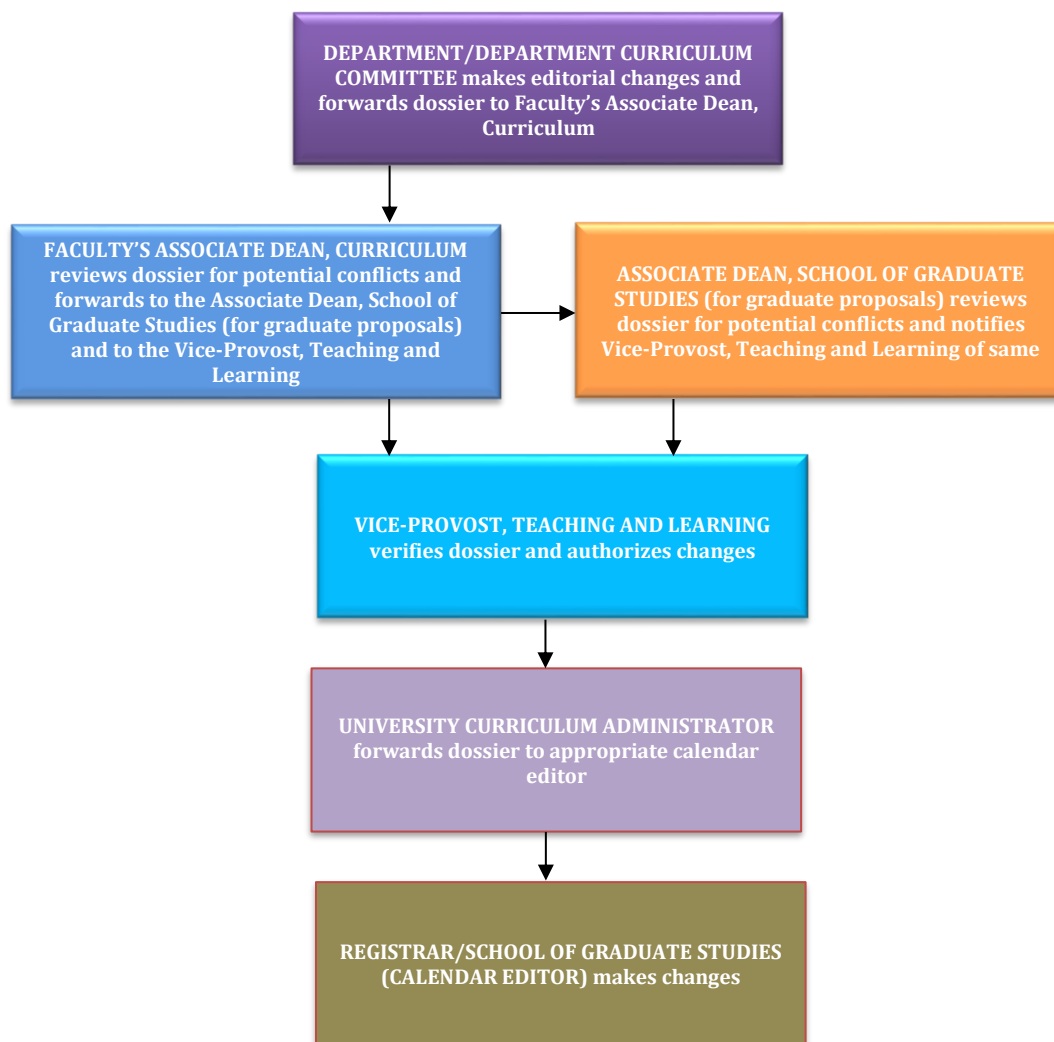 DEPARTMENT/DEPARTMENT CURRICULUM
COMMITTEE makes editorial changes and
forwards dossier to Faculty’s Associate Dean,
Curriculum
FACULTY’S ASSOCIATE DEAN, CURRICULUM
reviews dossier for potential conflicts and
forwards to the Associate Dean, School of
Graduate Studies (for graduate proposals)
and to the Vice-Provost, Teaching and
Learning
ASSOCIATE DEAN, SCHOOL OF GRADUATE
STUDIES (for graduate proposals) reviews
dossier for potential conflicts and notifies
Vice-Provost, Teaching and Learning of same
VICE-PROVOST, TEACHING AND LEARNING
verifies dossier and authorizes changes
UNIVERSITY CURRICULUM ADMINISTRATOR
forwards dossier to appropriate calendar
editor
REGISTRAR/SCHOOL OF GRADUATE STUDIES
(CALENDAR EDITOR) makes changes